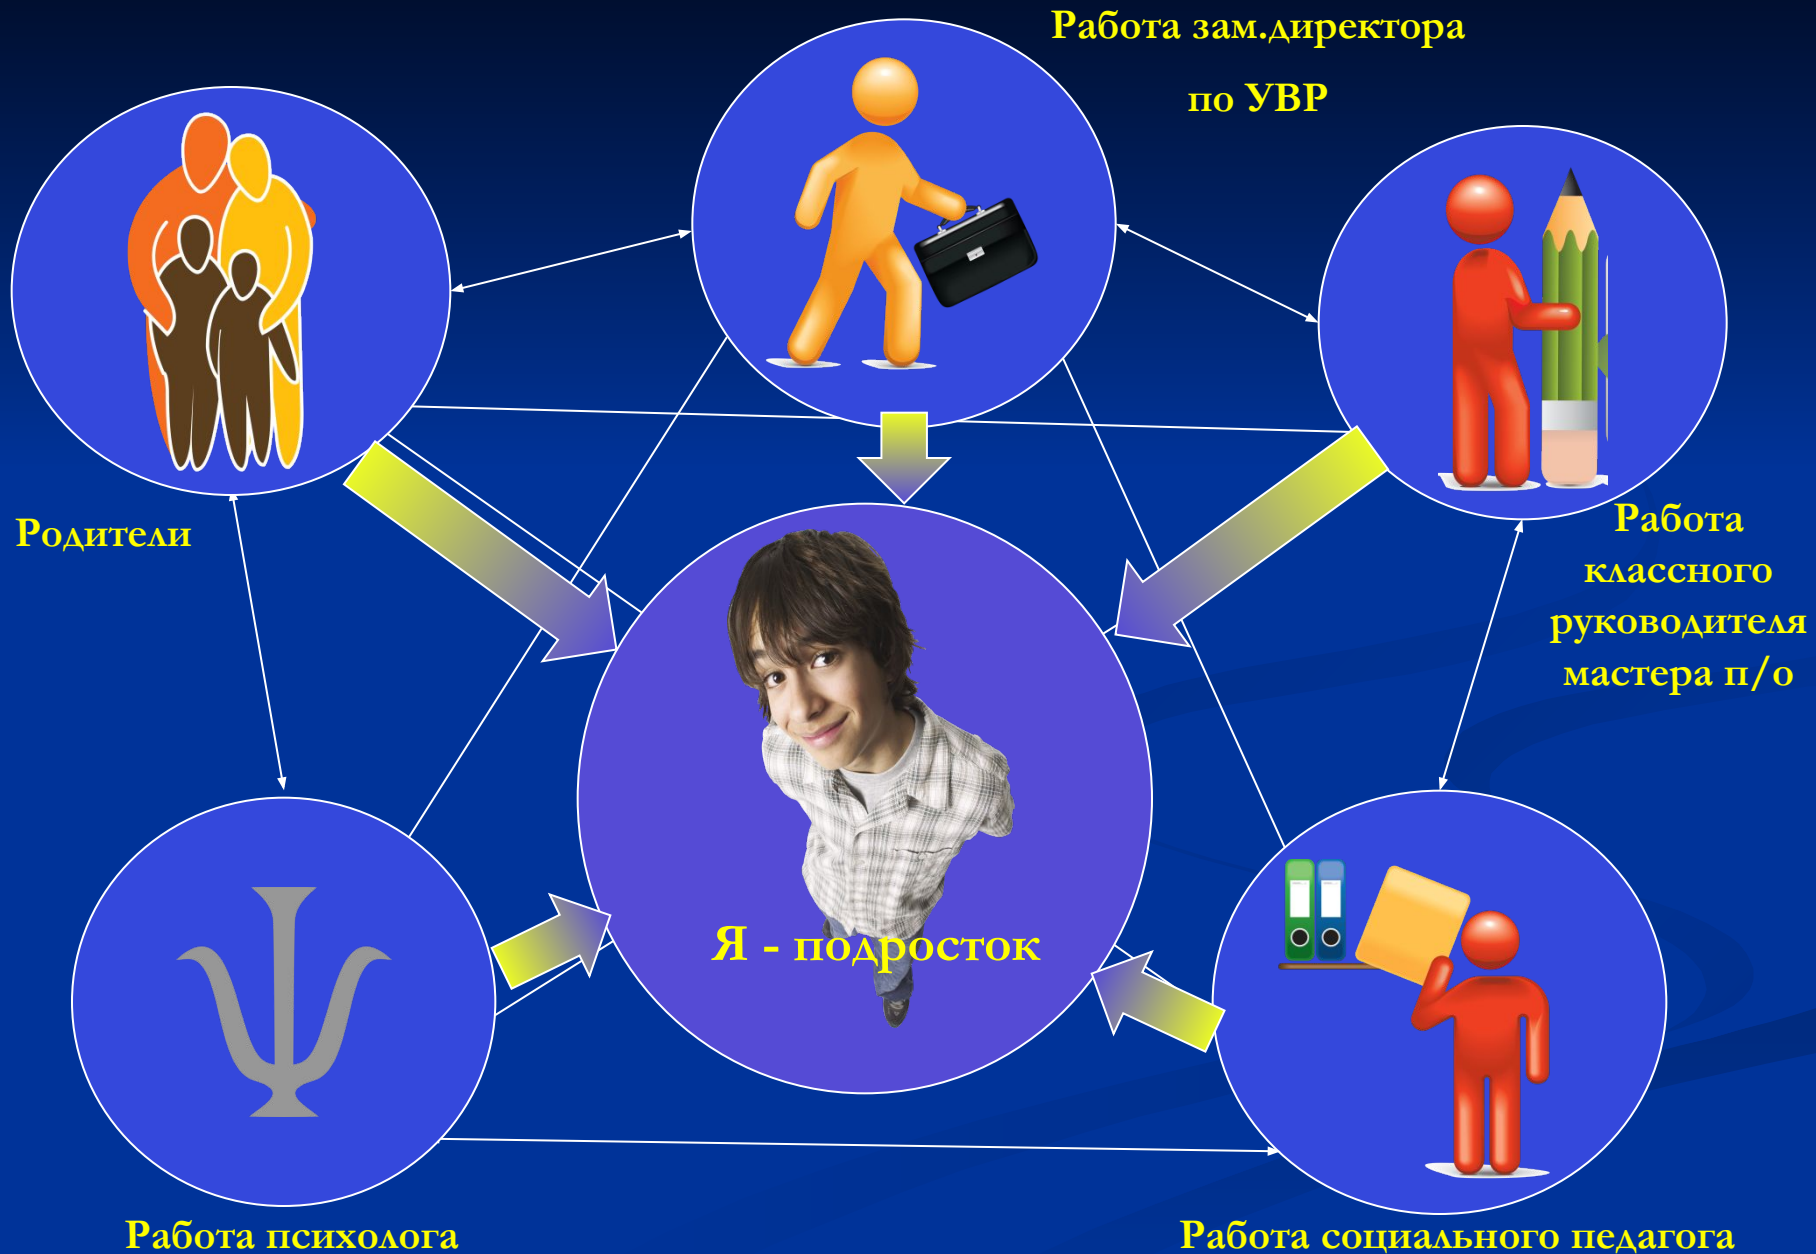 Работа зам.директора
по УВР
Родители
Работа
классного
руководителя
мастера п/о
Я - подросток
Работа психолога
Работа социального педагога